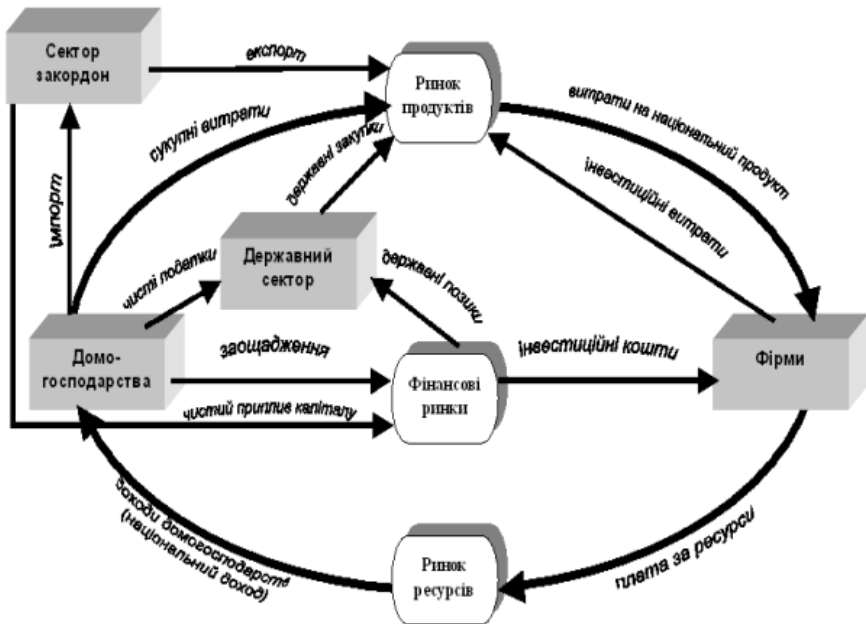 Сектор
закордон
експорт
Ринок
продуктів
витрати на національний продукт
сукупні витрати
державні закупки
інвестиційні витрати
імпорт
чисті податки
Державний
сектор
державні позики
Домо-
господарства
заощадження
Фінансові
ринки
інвестиційні кошти
Фірми
чистий приплив капіталу
доходи домогосподарств
(національний
доход)
Ринок
ресурсів
плата за ресурси